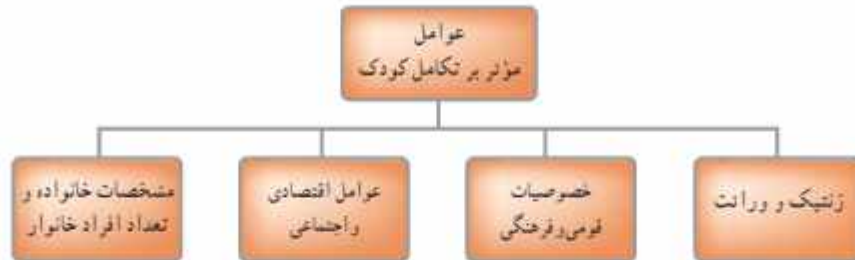 عوامل
مؤثر بر تکامل کودک
ژنتیک و وراثت
خصوصیات
قومی‌و‌فرهنگی
عوامل اقتصادی
و اجتماعی
مشخصات خانواده و
تعداد افراد خانوار